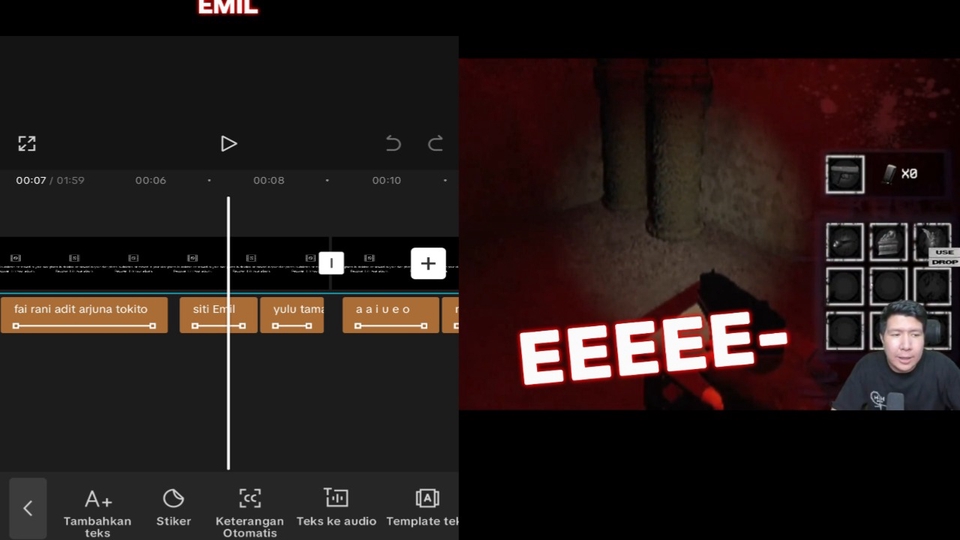 EMIL
00:07 / 01:59
00:06
00:08
00:10
fai rani adit arjuna tokito
siti Emil
yulu tama
a a i u e o
A+
Tambahkan teks
Stiker
CC
Keterangan Otomatis
Teks ke audio
Template tek
X0
USE
DROP
EEEEE-